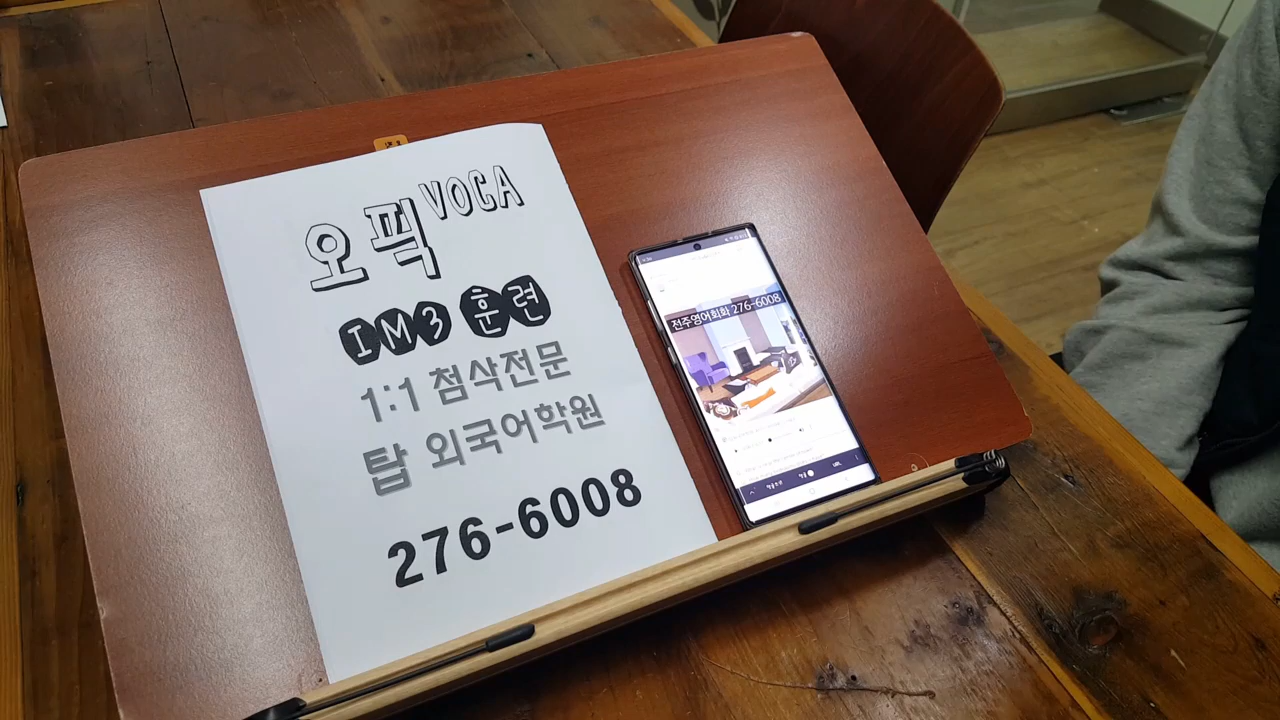 오픽 VOCA
IM3 훈련
1:1 첨삭전문
탑 외국어학원
276-6008
전주영어회화 276-6008
URL